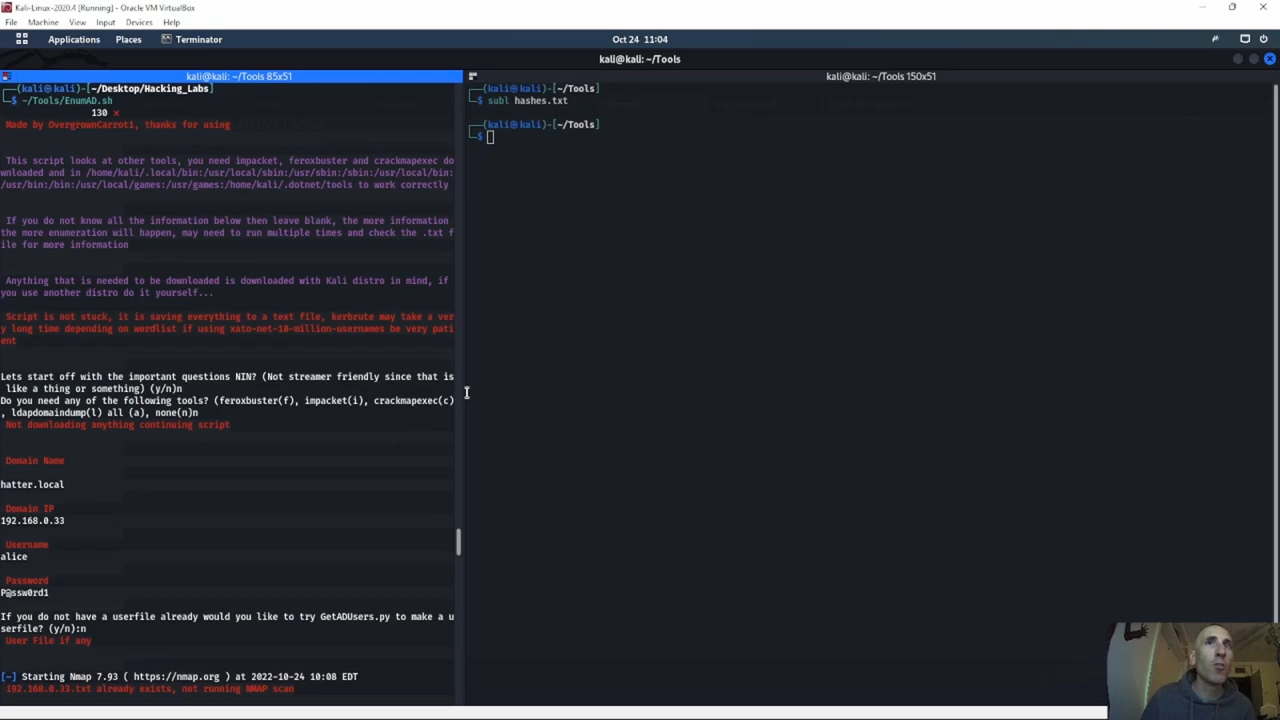 Kali-Linux-2020.4 [Running] - Oracle VM VirtualBox
File Machine View Input Devices Help
Applications Places Terminator
Oct 24 11:04
kali@kali: ~/Tools
kali@kali: ~/Tools 85x51
(kali㉿kali)-[~/Desktop/Hacking_Labs]
$ ~/Tools/EnumAD.sh
130 ×
Made by OvergrownCarrot1, thanks for using
This script looks at other tools, you need impacket, feroxbuster and crackmapexec do
wnloaded and in /home/kali/.local/bin:/usr/local/sbin:/usr/sbin:/sbin:/usr/local/bin:
/usr/bin:/bin:/usr/local/games:/usr/games:/home/kali/.dotnet/tools to work correctly
If you do not know all the information below then leave blank, the more information
the more enumeration will happen, may need to run multiple times and check the .txt f
ile for more information
Anything that is needed to be downloaded is downloaded with Kali distro in mind, if
you use another distro do it yourself...
Script is not stuck, it is saving everything to a text file, kerbrute may take a ver
y long time depending on wordlist if using xato-net-10-million-usernames be very pati
ent
Lets start off with the important questions NIN? (Not streamer friendly since that is
like a thing or something) (y/n)n
Do you need any of the following tools? (feroxbuster(f), impacket(i), crackmapexec(c)
, ldapdomaindump(l) all (a), none(n)n
Not downloading anything continuing script
Domain Name
hatter.local
Domain IP
192.168.0.33
Username
alice
Password
P@ssw0rd1
If you do not have a userfile already would you like to try GetADUsers.py to make a u
serfile? (y/n):n
User File if any
[-] Starting Nmap 7.93 ( https://nmap.org ) at 2022-10-24 10:08 EDT
192.168.0.33.txt already exists, not running NMAP scan
kali@kali: ~/Tools 150x51
(kali㉿kali)-[~/Tools]
$ subl hashes.txt
(kali㉿kali)-[~/Tools]
$